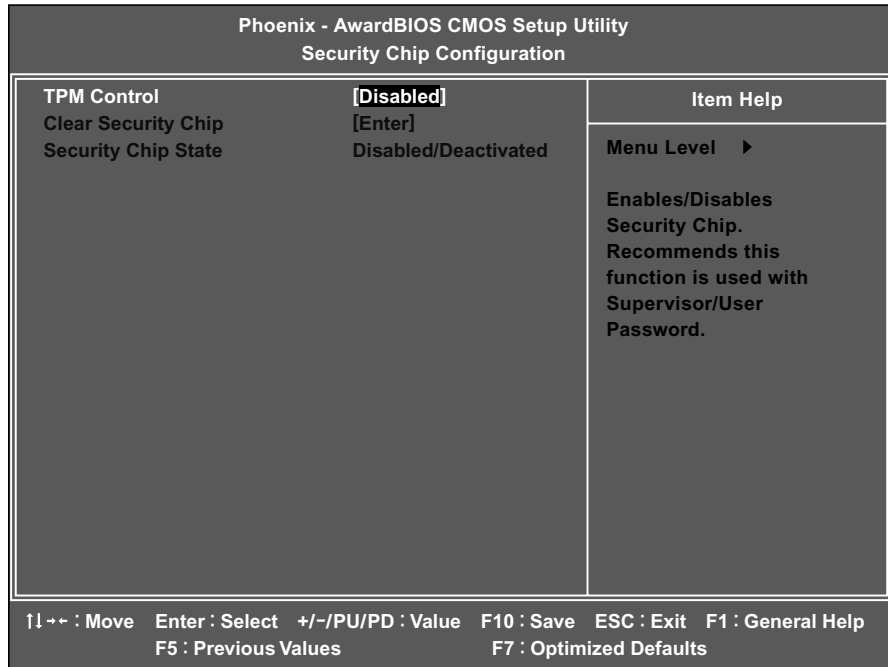 Phoenix - AwardBIOS CMOS Setup Utility
Security Chip Configuration
TPM Control [Disabled]
Clear Security Chip [Enter]
Security Chip State Disabled/Deactivated
Item Help
Menu Level ▶
Enables/Disables
Security Chip.
Recommends this
function is used with
Supervisor/User
Password.
↑↓→←：Move Enter：Select +/-/PU/PD：Value F10：Save ESC：Exit F1：General Help
F5：Previous Values F7：Optimized Defaults